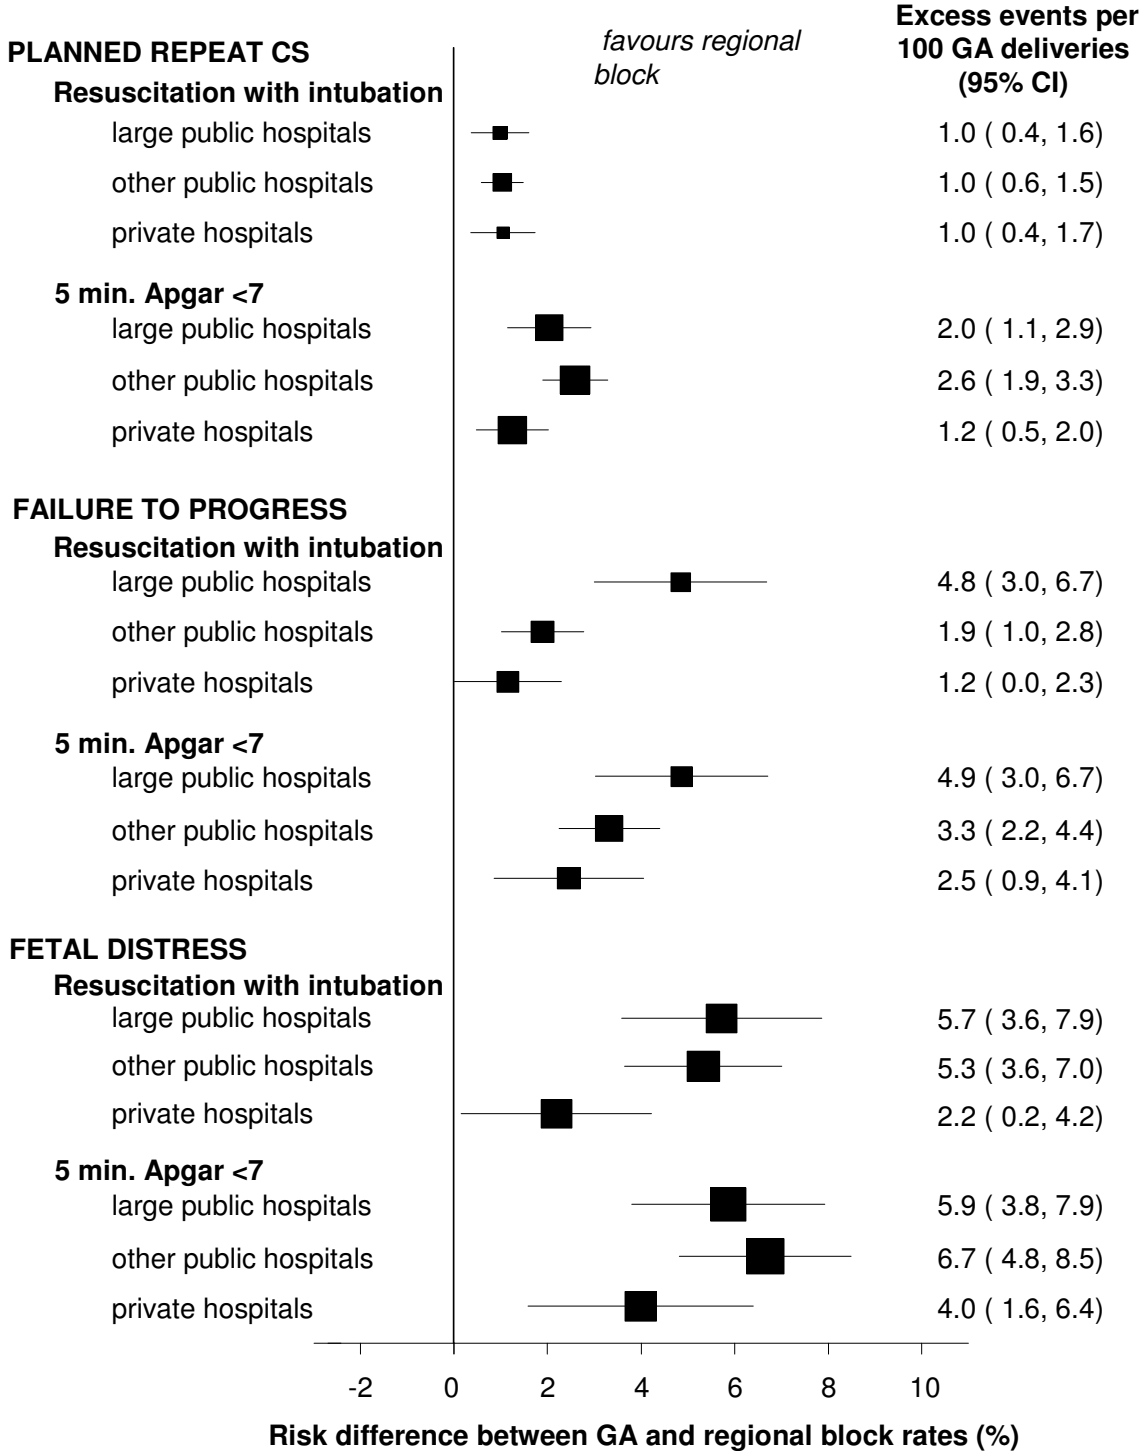 Excess events per
favours regional
100 GA deliveries
PLANNED REPEAT CS
block
(95% CI)
Resuscitation with intubation
large public hospitals 1.0 ( 0.4, 1.6)
other public hospitals 1.0 ( 0.6, 1.5)
private hospitals 1.0 ( 0.4, 1.7)
5 min. Apgar <7
large public hospitals 2.0 ( 1.1, 2.9)
other public hospitals 2.6 ( 1.9, 3.3)
private hospitals 1.2 ( 0.5, 2.0)
FAILURE TO PROGRESS
Resuscitation with intubation
large public hospitals 4.8 ( 3.0, 6.7)
other public hospitals 1.9 ( 1.0, 2.8)
private hospitals 1.2 ( 0.0, 2.3)
5 min. Apgar <7
large public hospitals 4.9 ( 3.0, 6.7)
other public hospitals 3.3 ( 2.2, 4.4)
private hospitals 2.5 ( 0.9, 4.1)
FETAL DISTRESS
Resuscitation with intubation
large public hospitals 5.7 ( 3.6, 7.9)
other public hospitals 5.3 ( 3.6, 7.0)
private hospitals 2.2 ( 0.2, 4.2)
5 min. Apgar <7
large public hospitals 5.9 ( 3.8, 7.9)
other public hospitals 6.7 ( 4.8, 8.5)
private hospitals 4.0 ( 1.6, 6.4)
-2 0 2 4 6 8 10
Risk difference between GA and regional block rates (%)